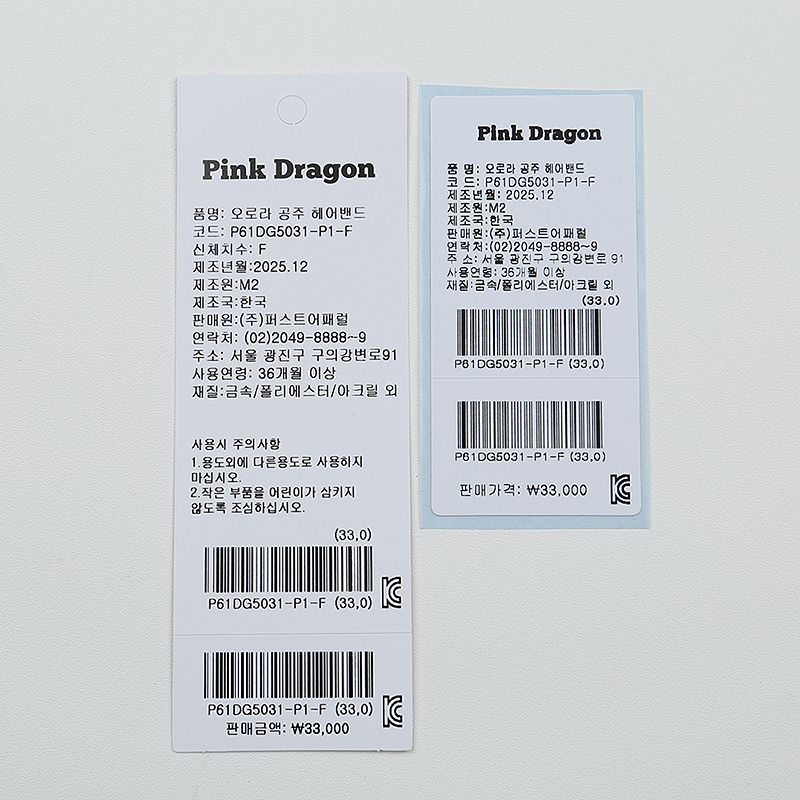 Pink Dragon
품명: 오로라 공주 헤어밴드
코드: P61DG5031-P1-F
신체치수: F
제조년월:2025.12
제조원:M2
제조국:한국
판매원:(주)퍼스트어패럴
연락처: (02)2049-8888~9
주소: 서울 광진구 구의강변로91
사용연령: 36개월 이상
재질:금속/폴리에스터/아크릴 외
사용시 주의사항
1.용도외에 다른용도로 사용하지
마십시오.
2.작은 부품을 어린이가 삼키지
않도록 조심하십시오.
(33,0)
P61DG5031-P1-F (33,0)
P61DG5031-P1-F (33,0)
판매금액: ₩33,000
Pink Dragon
품 명: 오로라 공주 헤어밴드
코 드: P61DG5031-P1-F
제조년월: 2025.12
제조원:M2
제조국:한국
판매원:(주)퍼스트어패럴
연락처:(02)2049-8888~9
주 소: 서울 광진구 구의강변로 91
사용연령: 36개월 이상
재질:금속/폴리에스터/아크릴 외
(33,0)
P61DG5031-P1-F (33,0)
P61DG5031-P1-F (33,0)
판매가격: ₩33,000